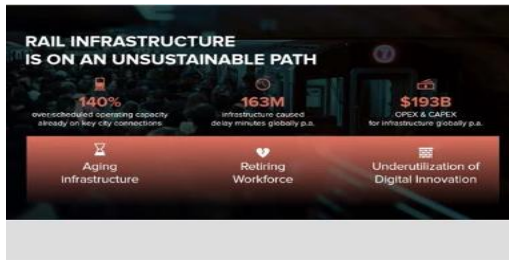 RAIL INFRASTRUCTURE
IS ON AN UNSUSTAINABLE PATH
7
140%
over scheduled operating capacity
already on key city connections
163M
infrastructure caused
delay minutes globally p.a.
$193B
OPEX & CAPEX
for infrastructure globally p.a.
Aging
infrastructure
Retiring
Workforce
Underutilization of
Digital Innovation